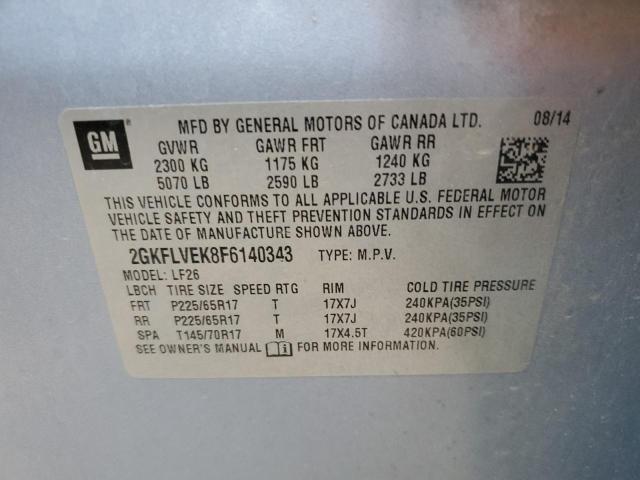 GM
MFD BY GENERAL MOTORS OF CANADA LTD. 08/14
GVWR GAWR FRT GAWR RR
2300 KG 1175 KG 1240 KG
5070 LB 2590 LB 2733 LB
THIS VEHICLE CONFORMS TO ALL APPLICABLE U.S. FEDERAL MOTOR
VEHICLE SAFETY AND THEFT PREVENTION STANDARDS IN EFFECT ON
THE DATE OF MANUFACTURE SHOWN ABOVE.
2GKFLVEK8F6140343 TYPE: M.P.V.
MODEL: LF26
LBCH TIRE SIZE SPEED RTG RIM COLD TIRE PRESSURE
FRT P225/65R17 T 17X7J 240KPA(35PSI)
RR P225/65R17 T 17X7J 240KPA(35PSI)
SPA T145/70R17 M 17X4.5T 420KPA(60PSI)
SEE OWNER'S MANUAL FOR MORE INFORMATION.